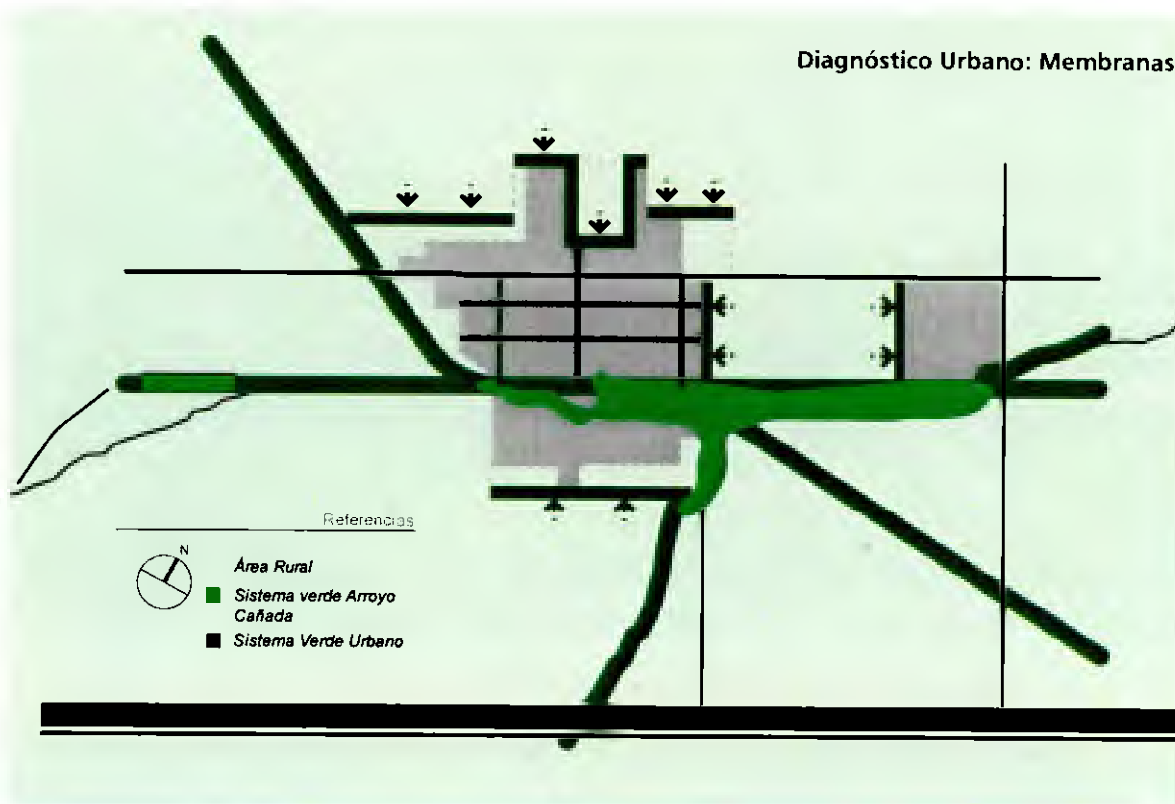 Diagnóstico Urbano: Membranas
Referencias
N
Área Rural
Sistema verde Arroyo
Cañada
Sistema Verde Urbano